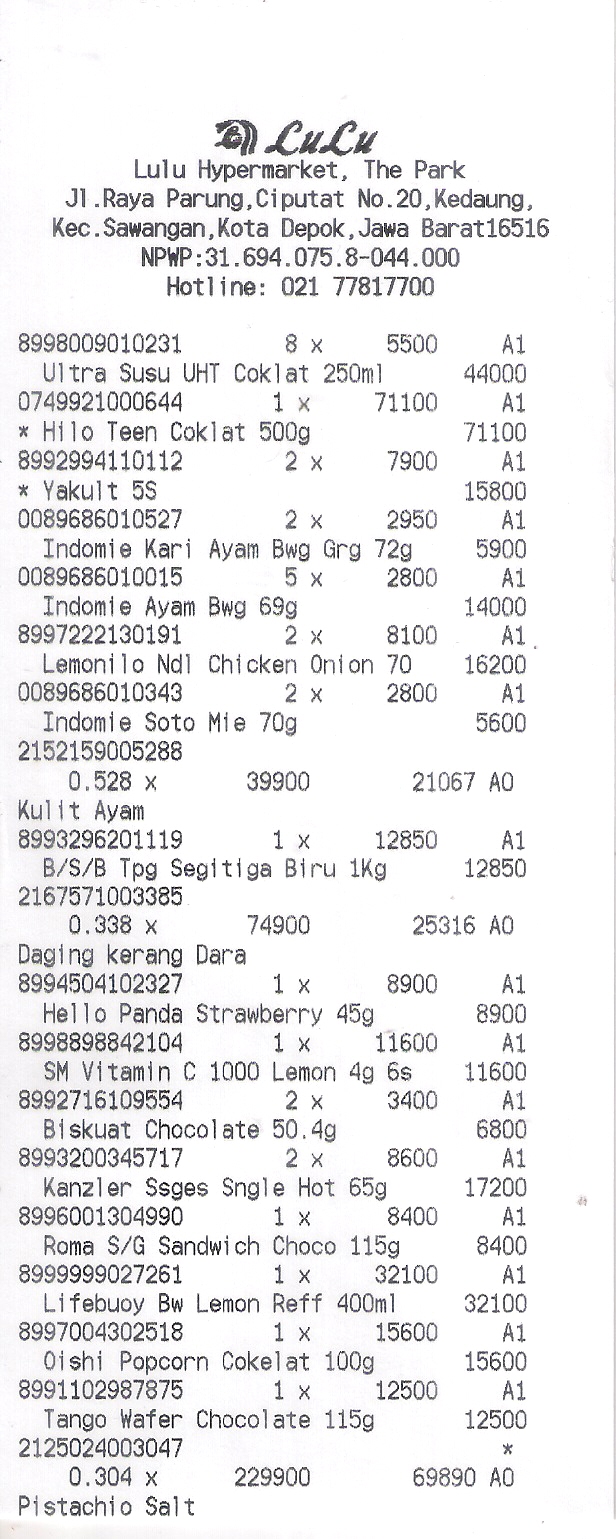 LuLu
Lulu Hypermarket, The Park
Jl.Raya Parung,Ciputat No.20,Kedaung,
Kec.Sawangan,Kota Depok,Jawa Barat16516
NPWP:31.694.075.8-044.000
Hotline: 021 77817700
8998009010231 8 x 5500 A1
Ultra Susu UHT Coklat 250ml 44000
0749921000644 1 x 71100 A1
* Hilo Teen Coklat 500g 71100
8992994110112 2 x 7900 A1
* Yakult 5S 15800
0089686010527 2 x 2950 A1
Indomie Kari Ayam Bwg Grg 72g 5900
0089686010015 5 x 2800 A1
Indomie Ayam Bwg 69g 14000
8997222130191 2 x 8100 A1
Lemonilo Ndl Chicken Onion 70 16200
0089686010343 2 x 2800 A1
Indomie Soto Mie 70g 5600
2152159005288
0.528 x 39900 21067 A0
Kulit Ayam
8993296201119 1 x 12850 A1
B/S/B Tpg Segitiga Biru 1Kg 12850
2167571003385
0.338 x 74900 25316 A0
Daging kerang Dara
8994504102327 1 x 8900 A1
Hello Panda Strawberry 45g 8900
8998898842104 1 x 11600 A1
SM Vitamin C 1000 Lemon 4g 6s 11600
8992716109554 2 x 3400 A1
Biskuat Chocolate 50.4g 6800
8993200345717 2 x 8600 A1
Kanzler Ssges Sngle Hot 65g 17200
8996001304990 1 x 8400 A1
Roma S/G Sandwich Choco 115g 8400
8999999027261 1 x 32100 A1
Lifebuoy Bw Lemon Reff 400ml 32100
8997004302518 1 x 15600 A1
Oishi Popcorn Cokelat 100g 15600
8991102987875 1 x 12500 A1
Tango Wafer Chocolate 115g 12500
2125024003047 *
0.304 x 229900 69890 A0
Pistachio Salt